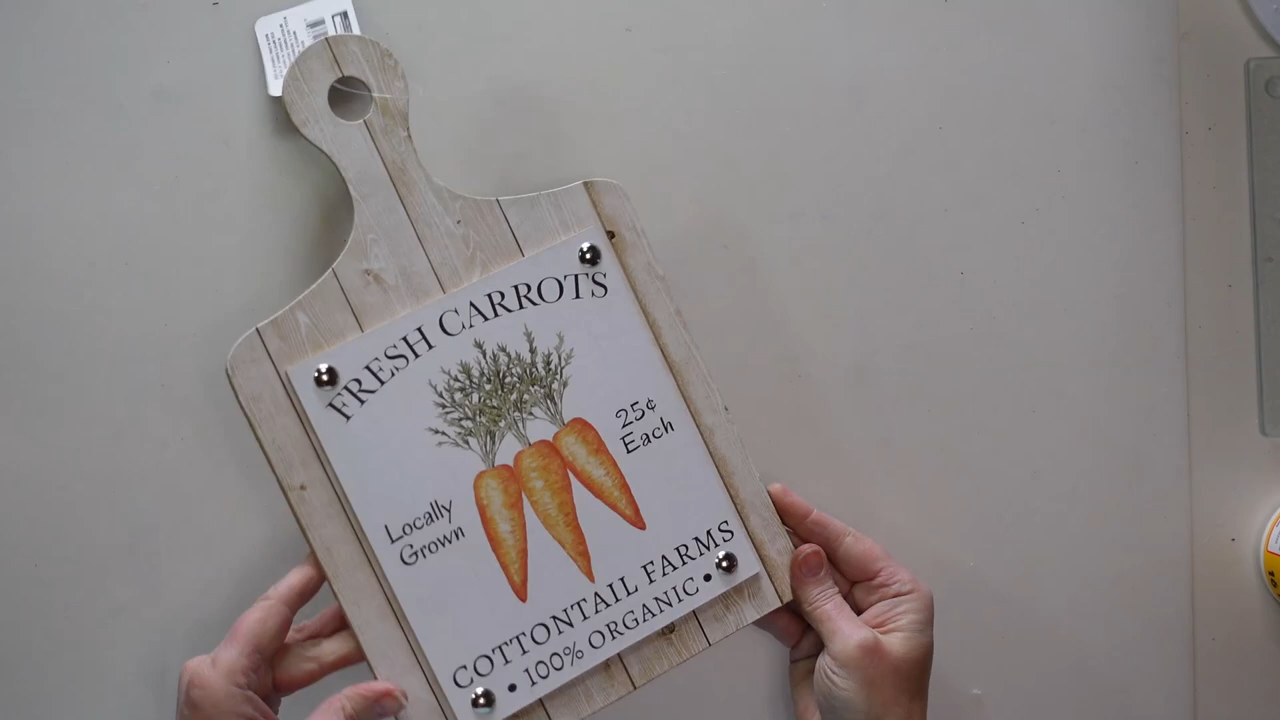 FRESH CARROTS
25¢
Each
Locally
Grown
COTTONTAIL FARMS
• 100% ORGANIC •